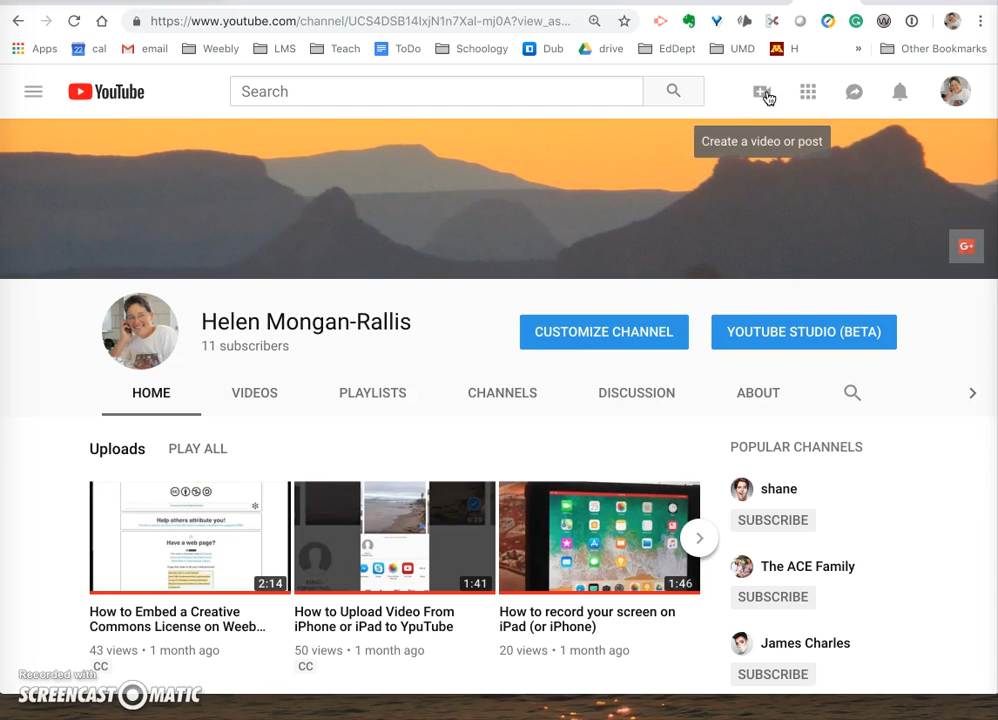 https://www.youtube.com/channel/UCS4DSB14lxjN1n7Xal-mj0A?view_as...
Apps
22 cal
email
Weebly
LMS
Teach
ToDo
Schoology
Dub
drive
EdDept
UMD
H
»
Other Bookmarks
YouTube
Search
Create a video or post
G+
Helen Mongan-Rallis
11 subscribers
CUSTOMIZE CHANNEL
YOUTUBE STUDIO (BETA)
HOME
VIDEOS
PLAYLISTS
CHANNELS
DISCUSSION
ABOUT
Uploads
PLAY ALL
POPULAR CHANNELS
Help others attribute you!
Have a web page?
2:14
How to Embed a Creative
Commons License on Weeb...
43 views • 1 month ago
CC
1:41
How to Upload Video From
iPhone or iPad to YpuTube
50 views • 1 month ago
CC
1:46
How to record your screen on
iPad (or iPhone)
20 views • 1 month ago
shane
SUBSCRIBE
The ACE Family
SUBSCRIBE
James Charles
SUBSCRIBE
Recorded with
SCREENCAST-O-MATIC